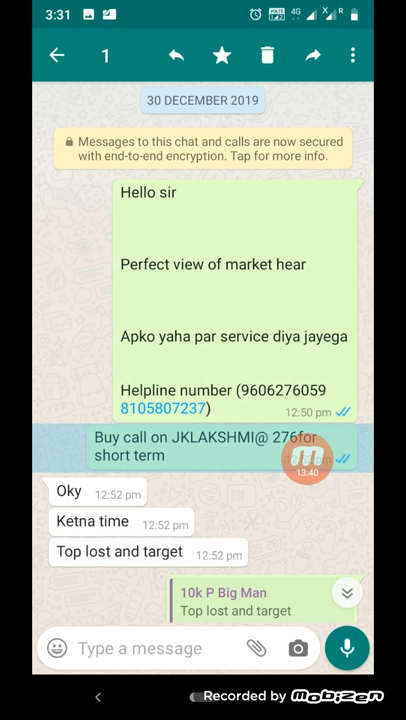 3:31
4G
X
R
1
30 DECEMBER 2019
Messages to this chat and calls are now secured
with end-to-end encryption. Tap for more info.
Hello sir
Perfect view of market hear
Apko yaha par service diya jayega
Helpline number (9606276059
8105807237)
12:50 pm
Buy call on JKLAKSHMI@ 276for
short term
13:40
Oky 12:52 pm
Ketna time 12:52 pm
Top lost and target 12:52 pm
10k P Big Man
Top lost and target
Type a message
Recorded by MOBIZEN